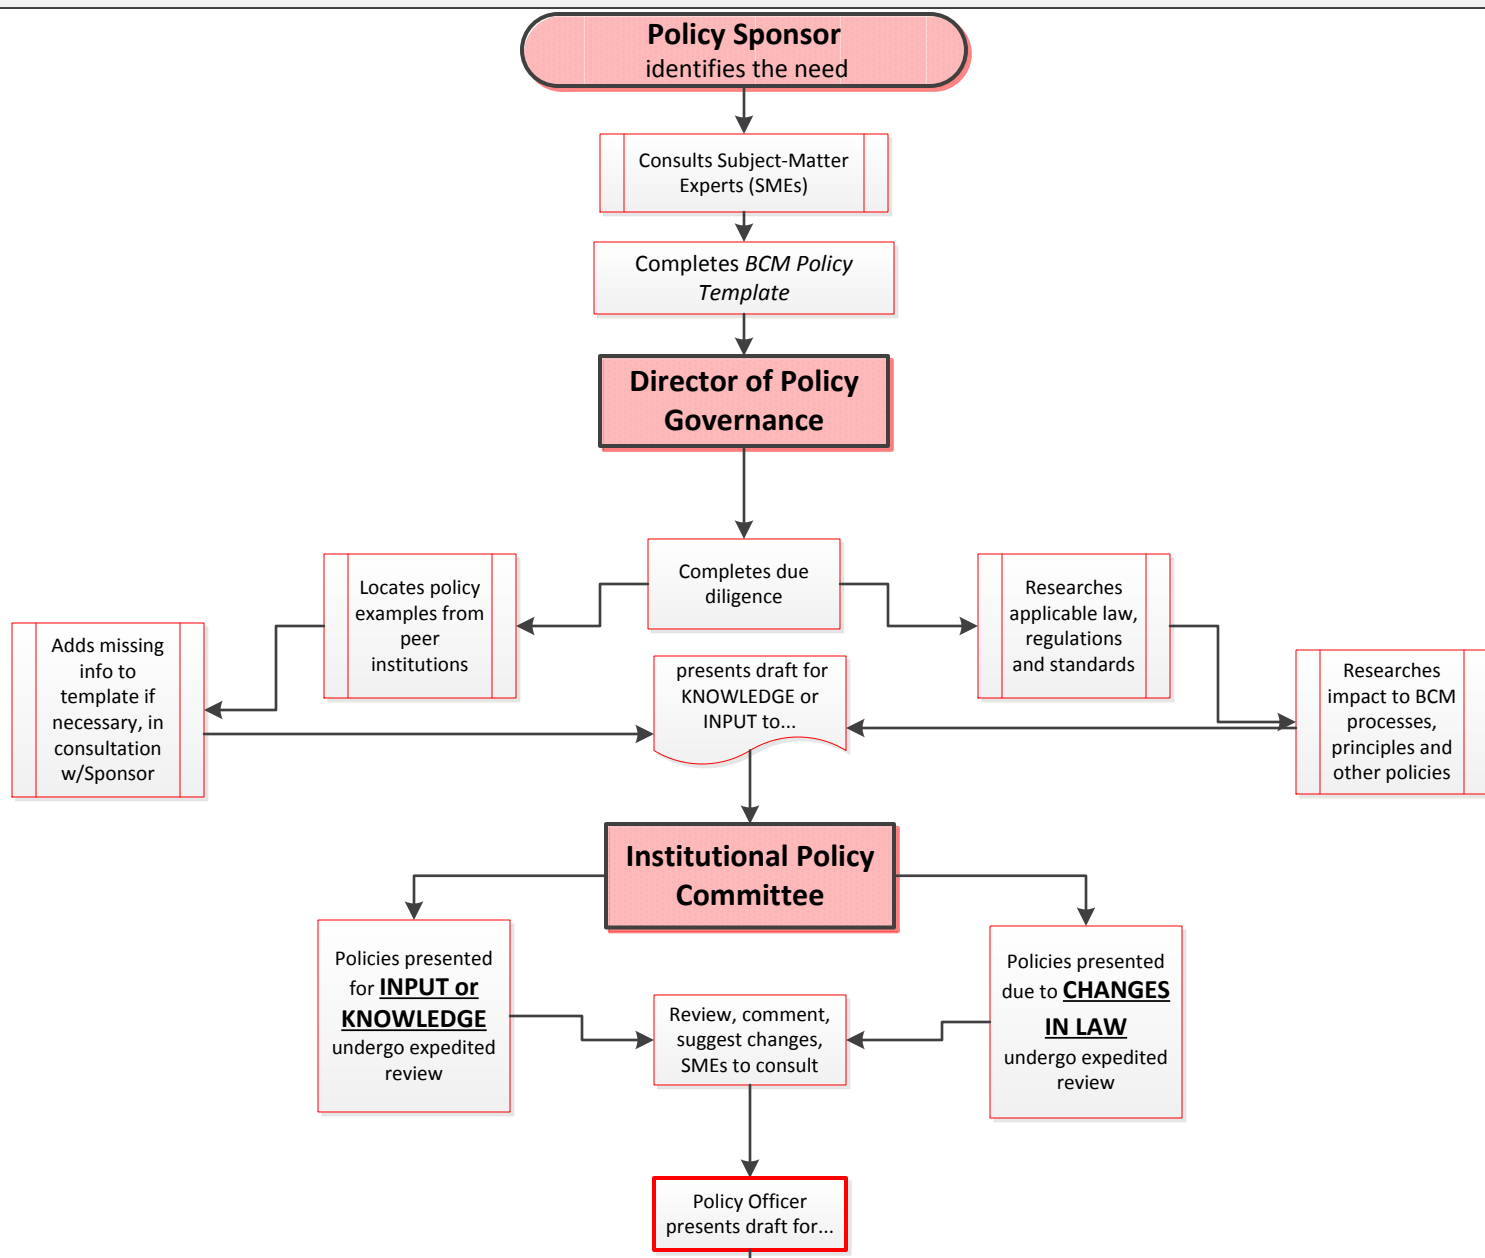 Policy Sponsor
identifies the need
Consults Subject-Matter
Experts (SMEs)
Completes BCM Policy
Template
Director of Policy
Governance
Completes due
diligence
Locates policy
examples from
peer
institutions
Researches
applicable law,
regulations
and standards
Adds missing
info to
template if
necessary, in
consultation
w/Sponsor
presents draft for
KNOWLEDGE or
INPUT to...
Researches
impact to BCM
processes,
principles and
other policies
Institutional Policy
Committee
Policies presented
for INPUT or
KNOWLEDGE
undergo expedited
review
Review, comment,
suggest changes,
SMEs to consult
Policies presented
due to CHANGES
IN LAW
undergo expedited
review
Policy Officer
presents draft for...